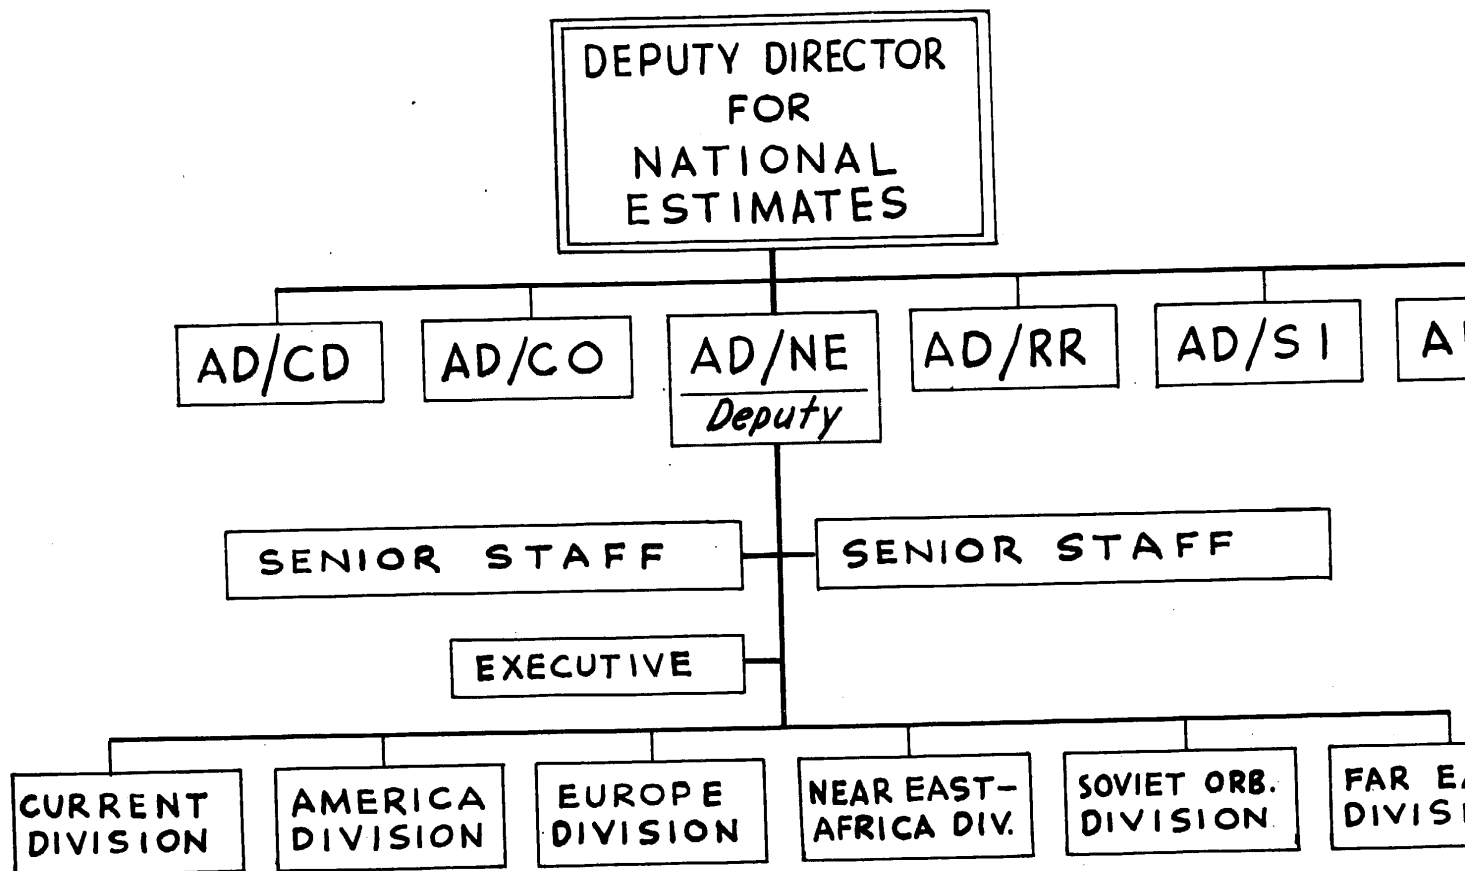 DEPUTY DIRECTOR
FOR
NATIONAL
ESTIMATES
AD/CD
AD/CO
AD/NE
Deputy
AD/RR
AD/SI
SENIOR STAFF
SENIOR STAFF
EXECUTIVE
CURRENT
DIVISION
AMERICA
DIVISION
EUROPE
DIVISION
NEAR EAST-
AFRICA DIV.
SOVIET ORB.
DIVISION
FAR